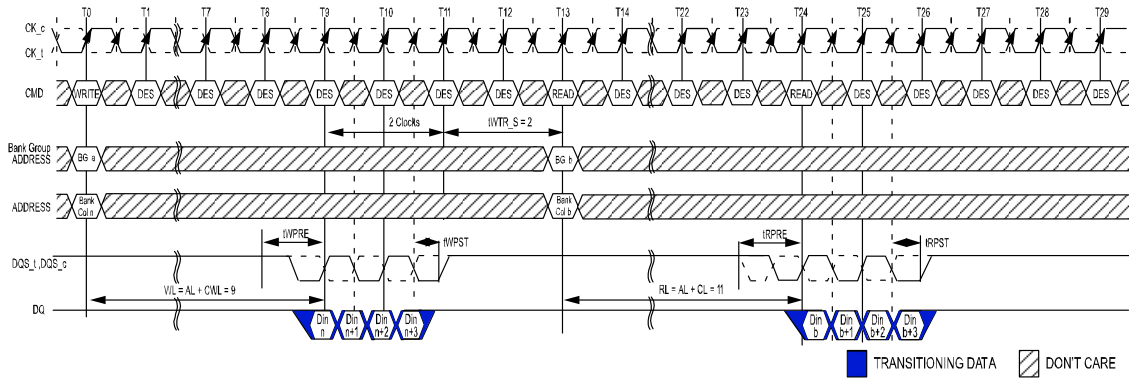 T0 T1 T7 T8 T9 T10 T11 T12 T13 T14 T22 T23 T24 T25 T26 T27 T28 T29
CK_c
CK_t
CMD WRITE DES DES DES DES DES DES DES READ DES DES DES READ DES DES DES DES DES
2 Clocks tWTR_S = 2
Bank Group
ADDRESS BG a BG b
ADDRESS Bank Col n Bank Col b
tWPRE tWPST tRPRE tRPST
DQS_t ,DQS_c
WL = AL + CWL = 9 RL = AL + CL = 11
DQ Din n Din n+1 Din n+2 Din n+3 Din b Din b+1 Din b+2 Din b+3
TRANSITIONING DATA DON'T CARE